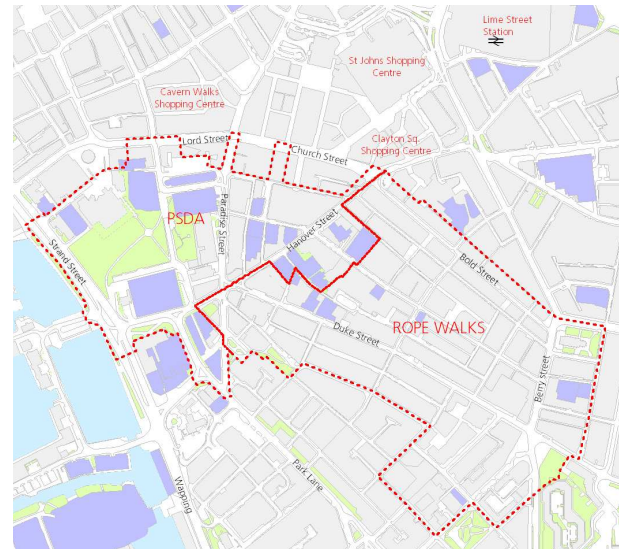 Lime Street
Station
St Johns Shopping
Centre
Cavern Walks
Shopping Centre
Lord Street
Church Street
Clayton Sq.
Shopping Centre
PSDA
Paradise Street
Hanover Street
Strand Street
Bold Street
Duke Street
ROPE WALKS
Berry street
Park Lane
Wapping